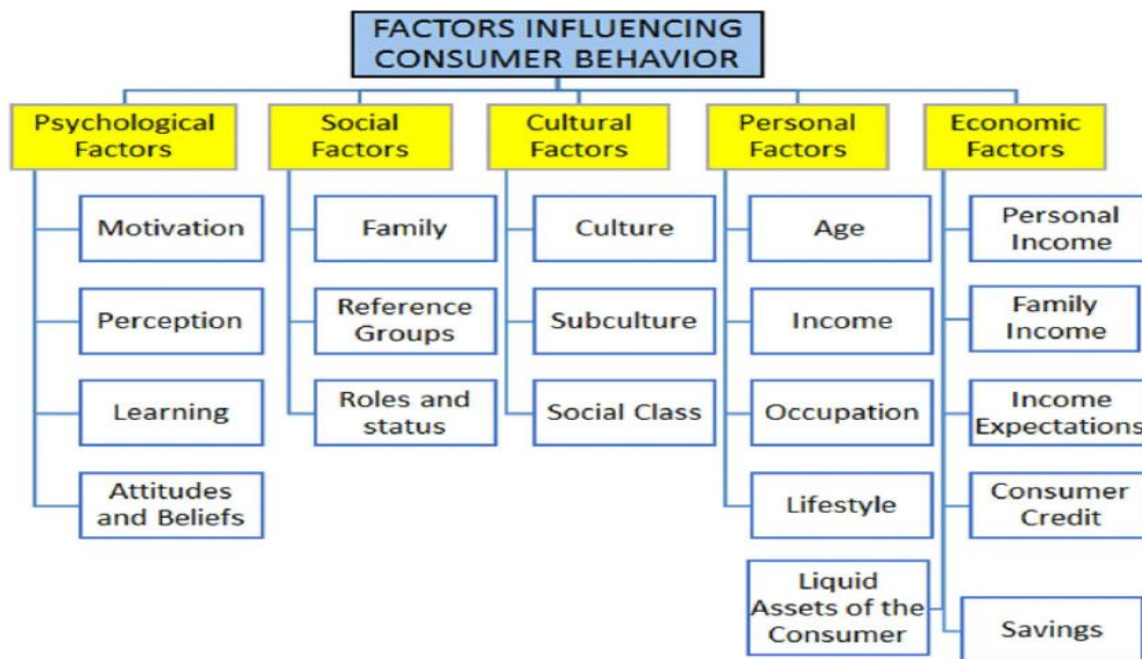 FACTORS INFLUENCING
CONSUMER BEHAVIOR
Psychological
Factors
Motivation
Perception
Learning
Attitudes
and Beliefs
Social
Factors
Family
Reference
Groups
Roles and
status
Cultural
Factors
Culture
Subculture
Social Class
Personal
Factors
Age
Income
Occupation
Lifestyle
Economic
Factors
Personal
Income
Family
Income
Income
Expectations
Consumer
Credit
Liquid
Assets of the
Consumer
Savings